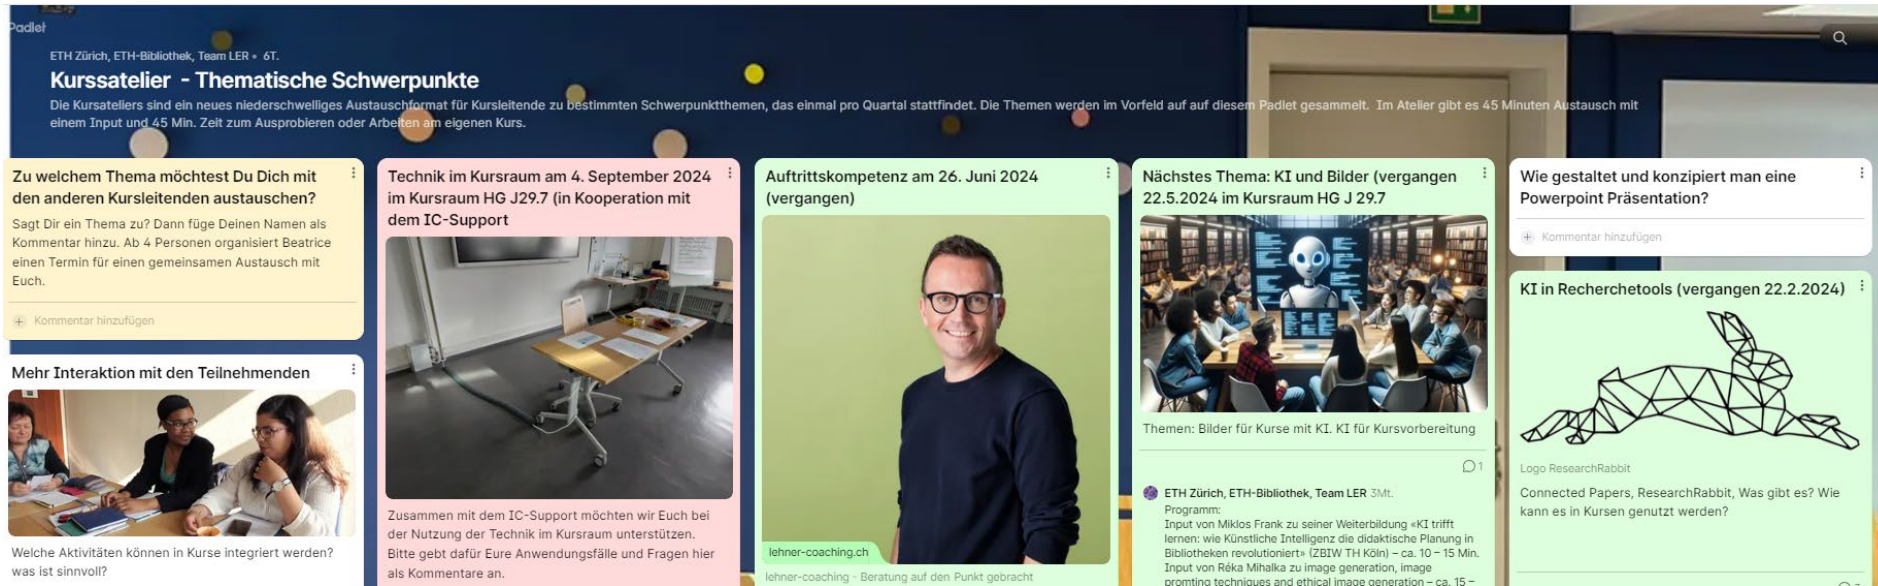 Padlet
ETH Zürich, ETH-Bibliothek, Team LER • 6T.
Kurssatelier - Thematische Schwerpunkte
Die Kursateliers sind ein neues niederschwelliges Austauschformat für Kursleitende zu bestimmten Schwerpunktthemen, das einmal pro Quartal stattfindet. Die Themen werden im Vorfeld auf auf diesem Padlet gesammelt. Im Atelier gibt es 45 Minuten Austausch mit
einem Input und 45 Min. Zeit zum Ausprobieren oder Arbeiten am eigenen Kurs.
Zu welchem Thema möchtest Du Dich mit
den anderen Kursleitenden austauschen?
Sagt Dir ein Thema zu? Dann füge Deinen Namen als
Kommentar hinzu. Ab 4 Personen organisiert Beatrice
einen Termin für einen gemeinsamen Austausch mit
Euch.
Kommentar hinzufügen
Mehr Interaktion mit den Teilnehmenden
Welche Aktivitäten können in Kurse integriert werden?
was ist sinnvoll?
Technik im Kursraum am 4. September 2024
im Kursraum HG J29.7 (in Kooperation mit
dem IC-Support
Zusammen mit dem IC-Support möchten wir Euch bei
der Nutzung der Technik im Kursraum unterstützen.
Bitte gebt dafür Eure Anwendungsfälle und Fragen hier
als Kommentare an.
Auftrittskompetenz am 26. Juni 2024
(vergangen)
lehner-coaching.ch
lehner-coaching - Beratung auf den Punkt gebracht
Nächstes Thema: KI und Bilder (vergangen
22.5.2024 im Kursraum HG J 29.7
Themen: Bilder für Kurse mit KI. KI für Kursvorbereitung
1
ETH Zürich, ETH-Bibliothek, Team LER 3Mt.
Programm:
Input von Miklos Frank zu seiner Weiterbildung «KI trifft
lernen: wie Künstliche Intelligenz die didaktische Planung in
Bibliotheken revolutioniert» (ZBIW TH Köln) – ca. 10 – 15 Min.
Input von Réka Mihalka zu image generation, image
promting techniques and ethical image generation – ca. 15 –
Wie gestaltet und konzipiert man eine
Powerpoint Präsentation?
Kommentar hinzufügen
KI in Recherchetools (vergangen 22.2.2024)
Logo ResearchRabbit
Connected Papers, ResearchRabbit, Was gibt es? Wie
kann es in Kursen genutzt werden?